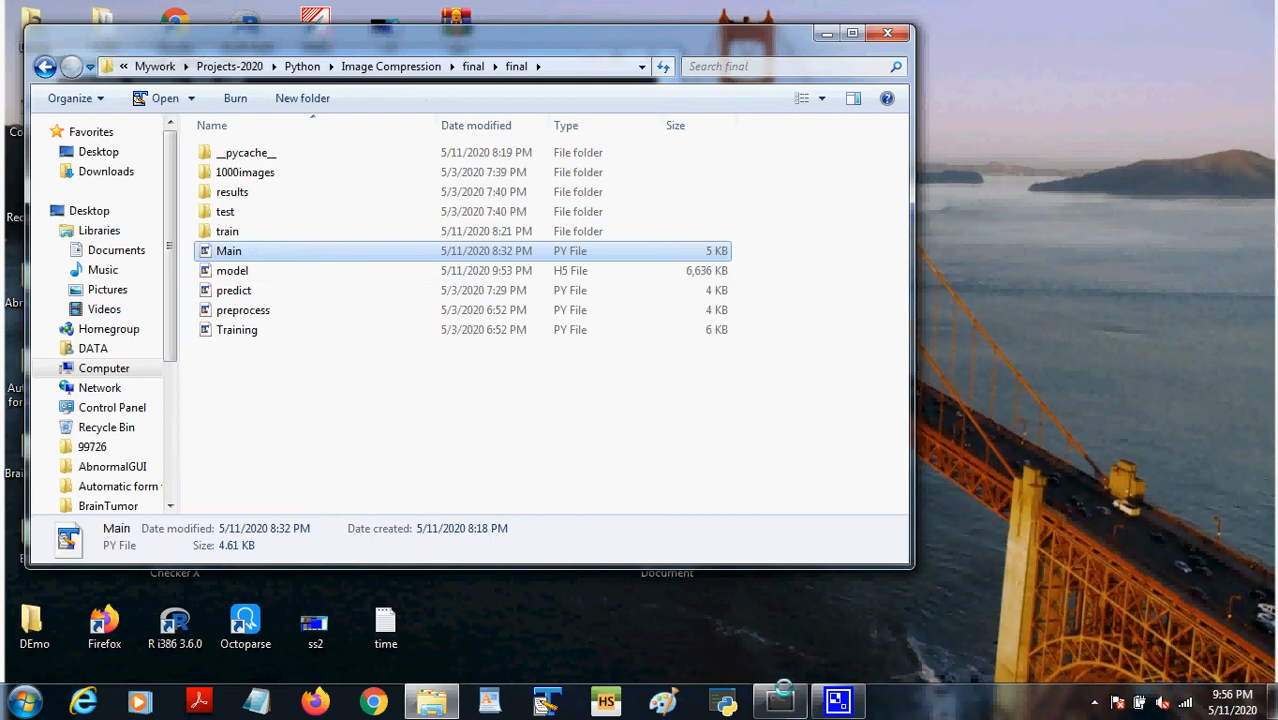 « Mywork ▸ Projects-2020 ▸ Python ▸ Image Compression ▸ final ▸ final ▸
Search final
Organize Open Burn New folder
Name Date modified Type Size
Favorites
Desktop
Downloads
Desktop
Libraries
Documents
Music
Pictures
Videos
Homegroup
DATA
Computer
Network
Control Panel
Recycle Bin
99726
AbnormalGUI
Automatic form
BrainTumor
__pycache__ 5/11/2020 8:19 PM File folder
1000images 5/3/2020 7:39 PM File folder
results 5/3/2020 7:40 PM File folder
test 5/3/2020 7:40 PM File folder
train 5/11/2020 8:21 PM File folder
Main 5/11/2020 8:32 PM PY File 5 KB
model 5/11/2020 9:53 PM H5 File 6,636 KB
predict 5/3/2020 7:29 PM PY File 4 KB
preprocess 5/3/2020 6:52 PM PY File 4 KB
Training 5/3/2020 6:52 PM PY File 6 KB
Main Date modified: 5/11/2020 8:32 PM Date created: 5/11/2020 8:18 PM
PY File Size: 4.61 KB
Co
Rec
Abr
Aut
for
Brai
Checker X
Document
DEmo Firefox R i386 3.6.0 Octoparse ss2 time
HS
9:56 PM
5/11/2020